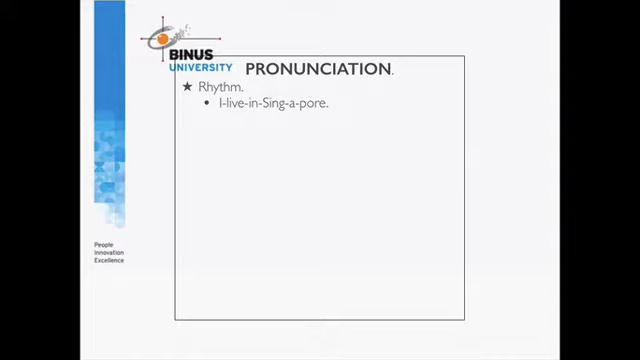 BINUS
UNIVERSITY
PRONUNCIATION.
★ Rhythm.
• I-live-in-Sing-a-pore.
People
Innovation
Excellence